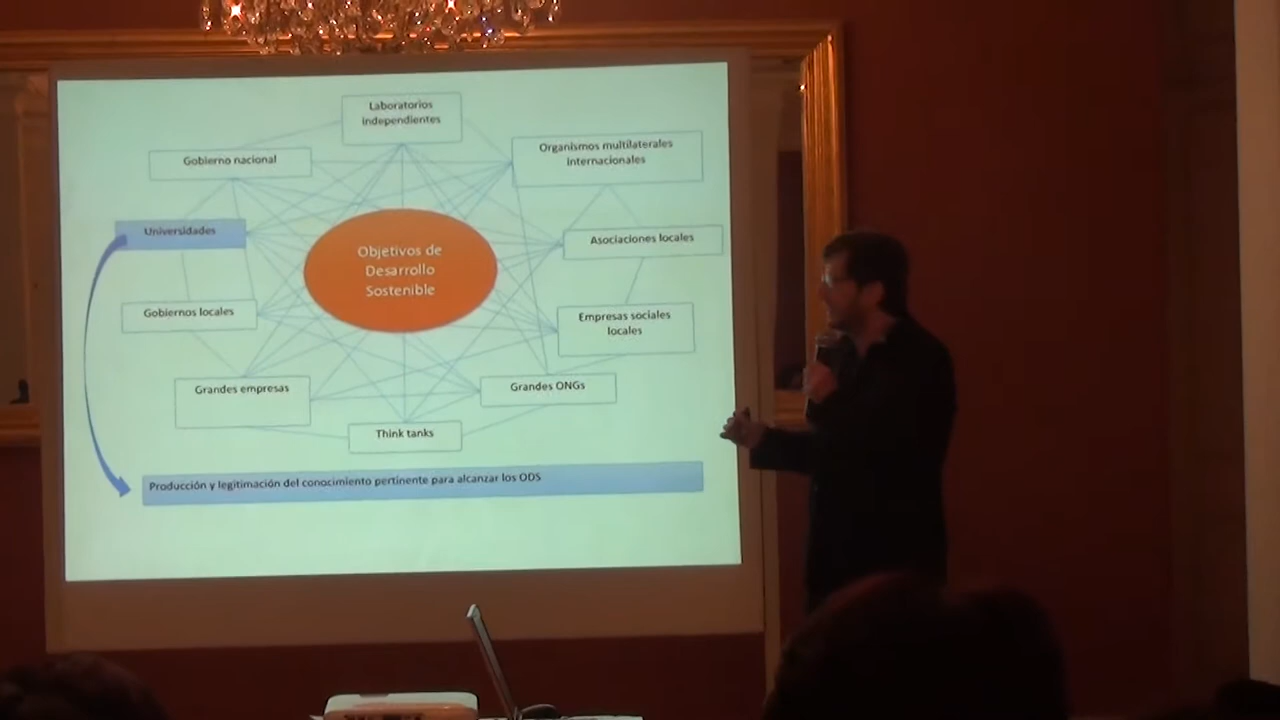 Laboratorios
independientes
Organismos multilaterales
internacionales
Gobierno nacional
Universidades
Asociaciones locales
Objetivos de
Desarrollo
Sostenible
Gobiernos locales
Empresas sociales
locales
Grandes empresas
Grandes ONGs
Think tanks
Producción y legitimación del conocimiento pertinente para alcanzar los ODS